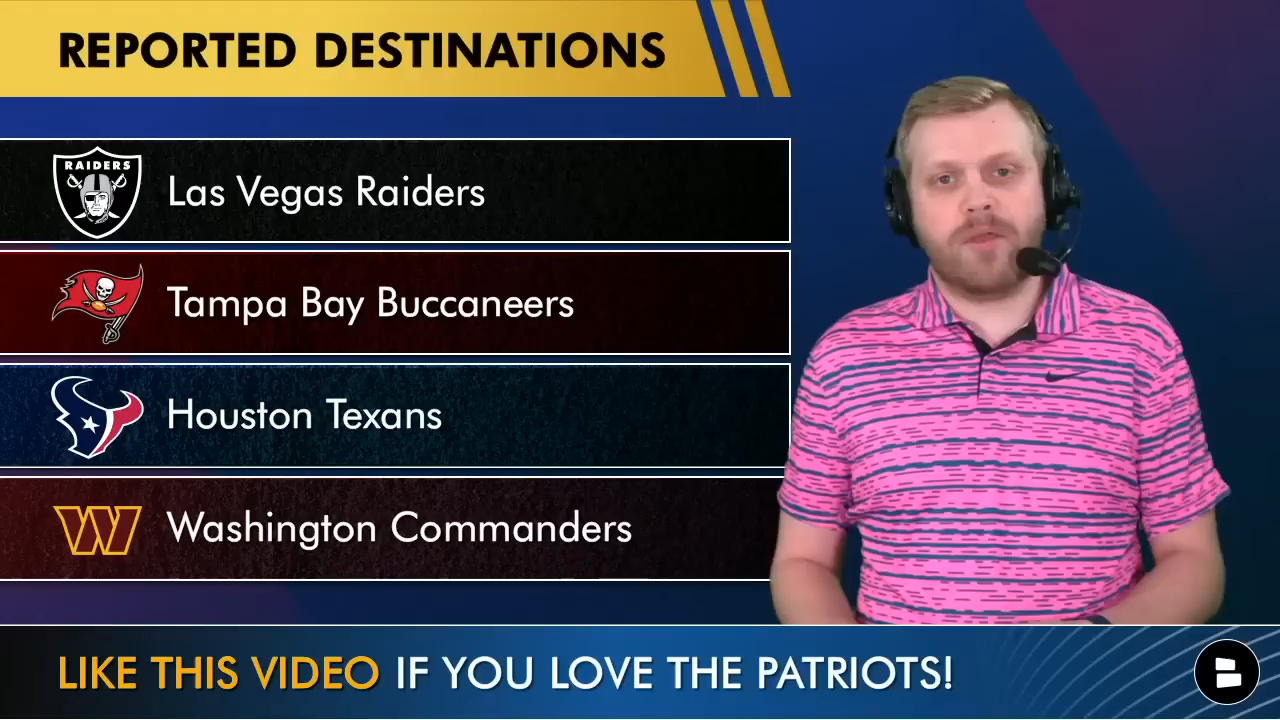 REPORTED DESTINATIONS
RAIDERS
Las Vegas Raiders
Tampa Bay Buccaneers
Houston Texans
Washington Commanders
LIKE THIS VIDEO IF YOU LOVE THE PATRIOTS!